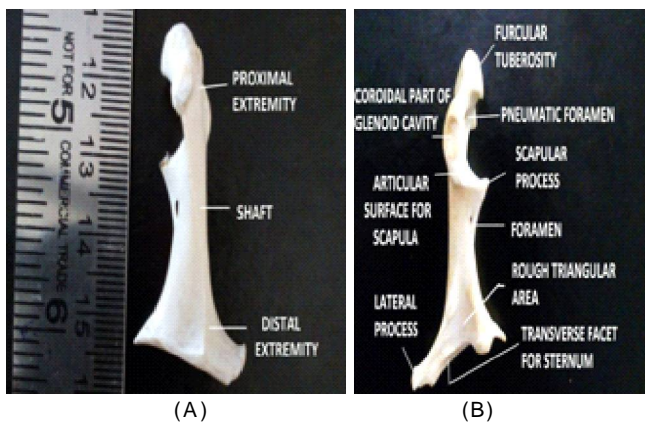 NOT FOR
COMMERCIAL TRADE
5
6
1
12
13
14
15
1
PROXIMAL
EXTREMITY
SHAFT
DISTAL
EXTREMITY
(A)
FURCULAR
TUBEROSITY
COROIDAL PART OF
GLENOID CAVITY
PNEUMATIC FORAMEN
SCAPULAR
PROCESS
ARTICULAR
SURFACE FOR
SCAPULA
FORAMEN
ROUGH TRIANGULAR
AREA
LATERAL
PROCESS
TRANSVERSE FACET
FOR STERNUM
(B)